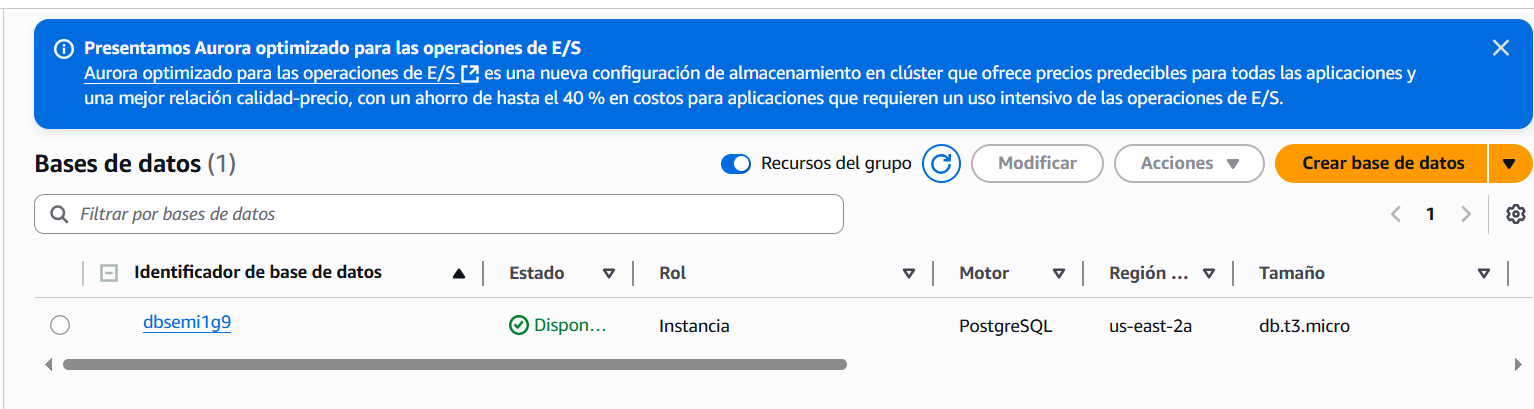 Presentamos Aurora optimizado para las operaciones de E/S
Aurora optimizado para las operaciones de E/S es una nueva configuración de almacenamiento en clúster que ofrece precios predecibles para todas las aplicaciones y
una mejor relación calidad-precio, con un ahorro de hasta el 40 % en costos para aplicaciones que requieren un uso intensivo de las operaciones de E/S.
Bases de datos (1)
Recursos del grupo
Modificar
Acciones
Crear base de datos
Filtrar por bases de datos
1
Identificador de base de datos
Estado
Rol
Motor
Región ...
Tamaño
dbsemi1g9
Dispon...
Instancia
PostgreSQL
us-east-2a
db.t3.micro